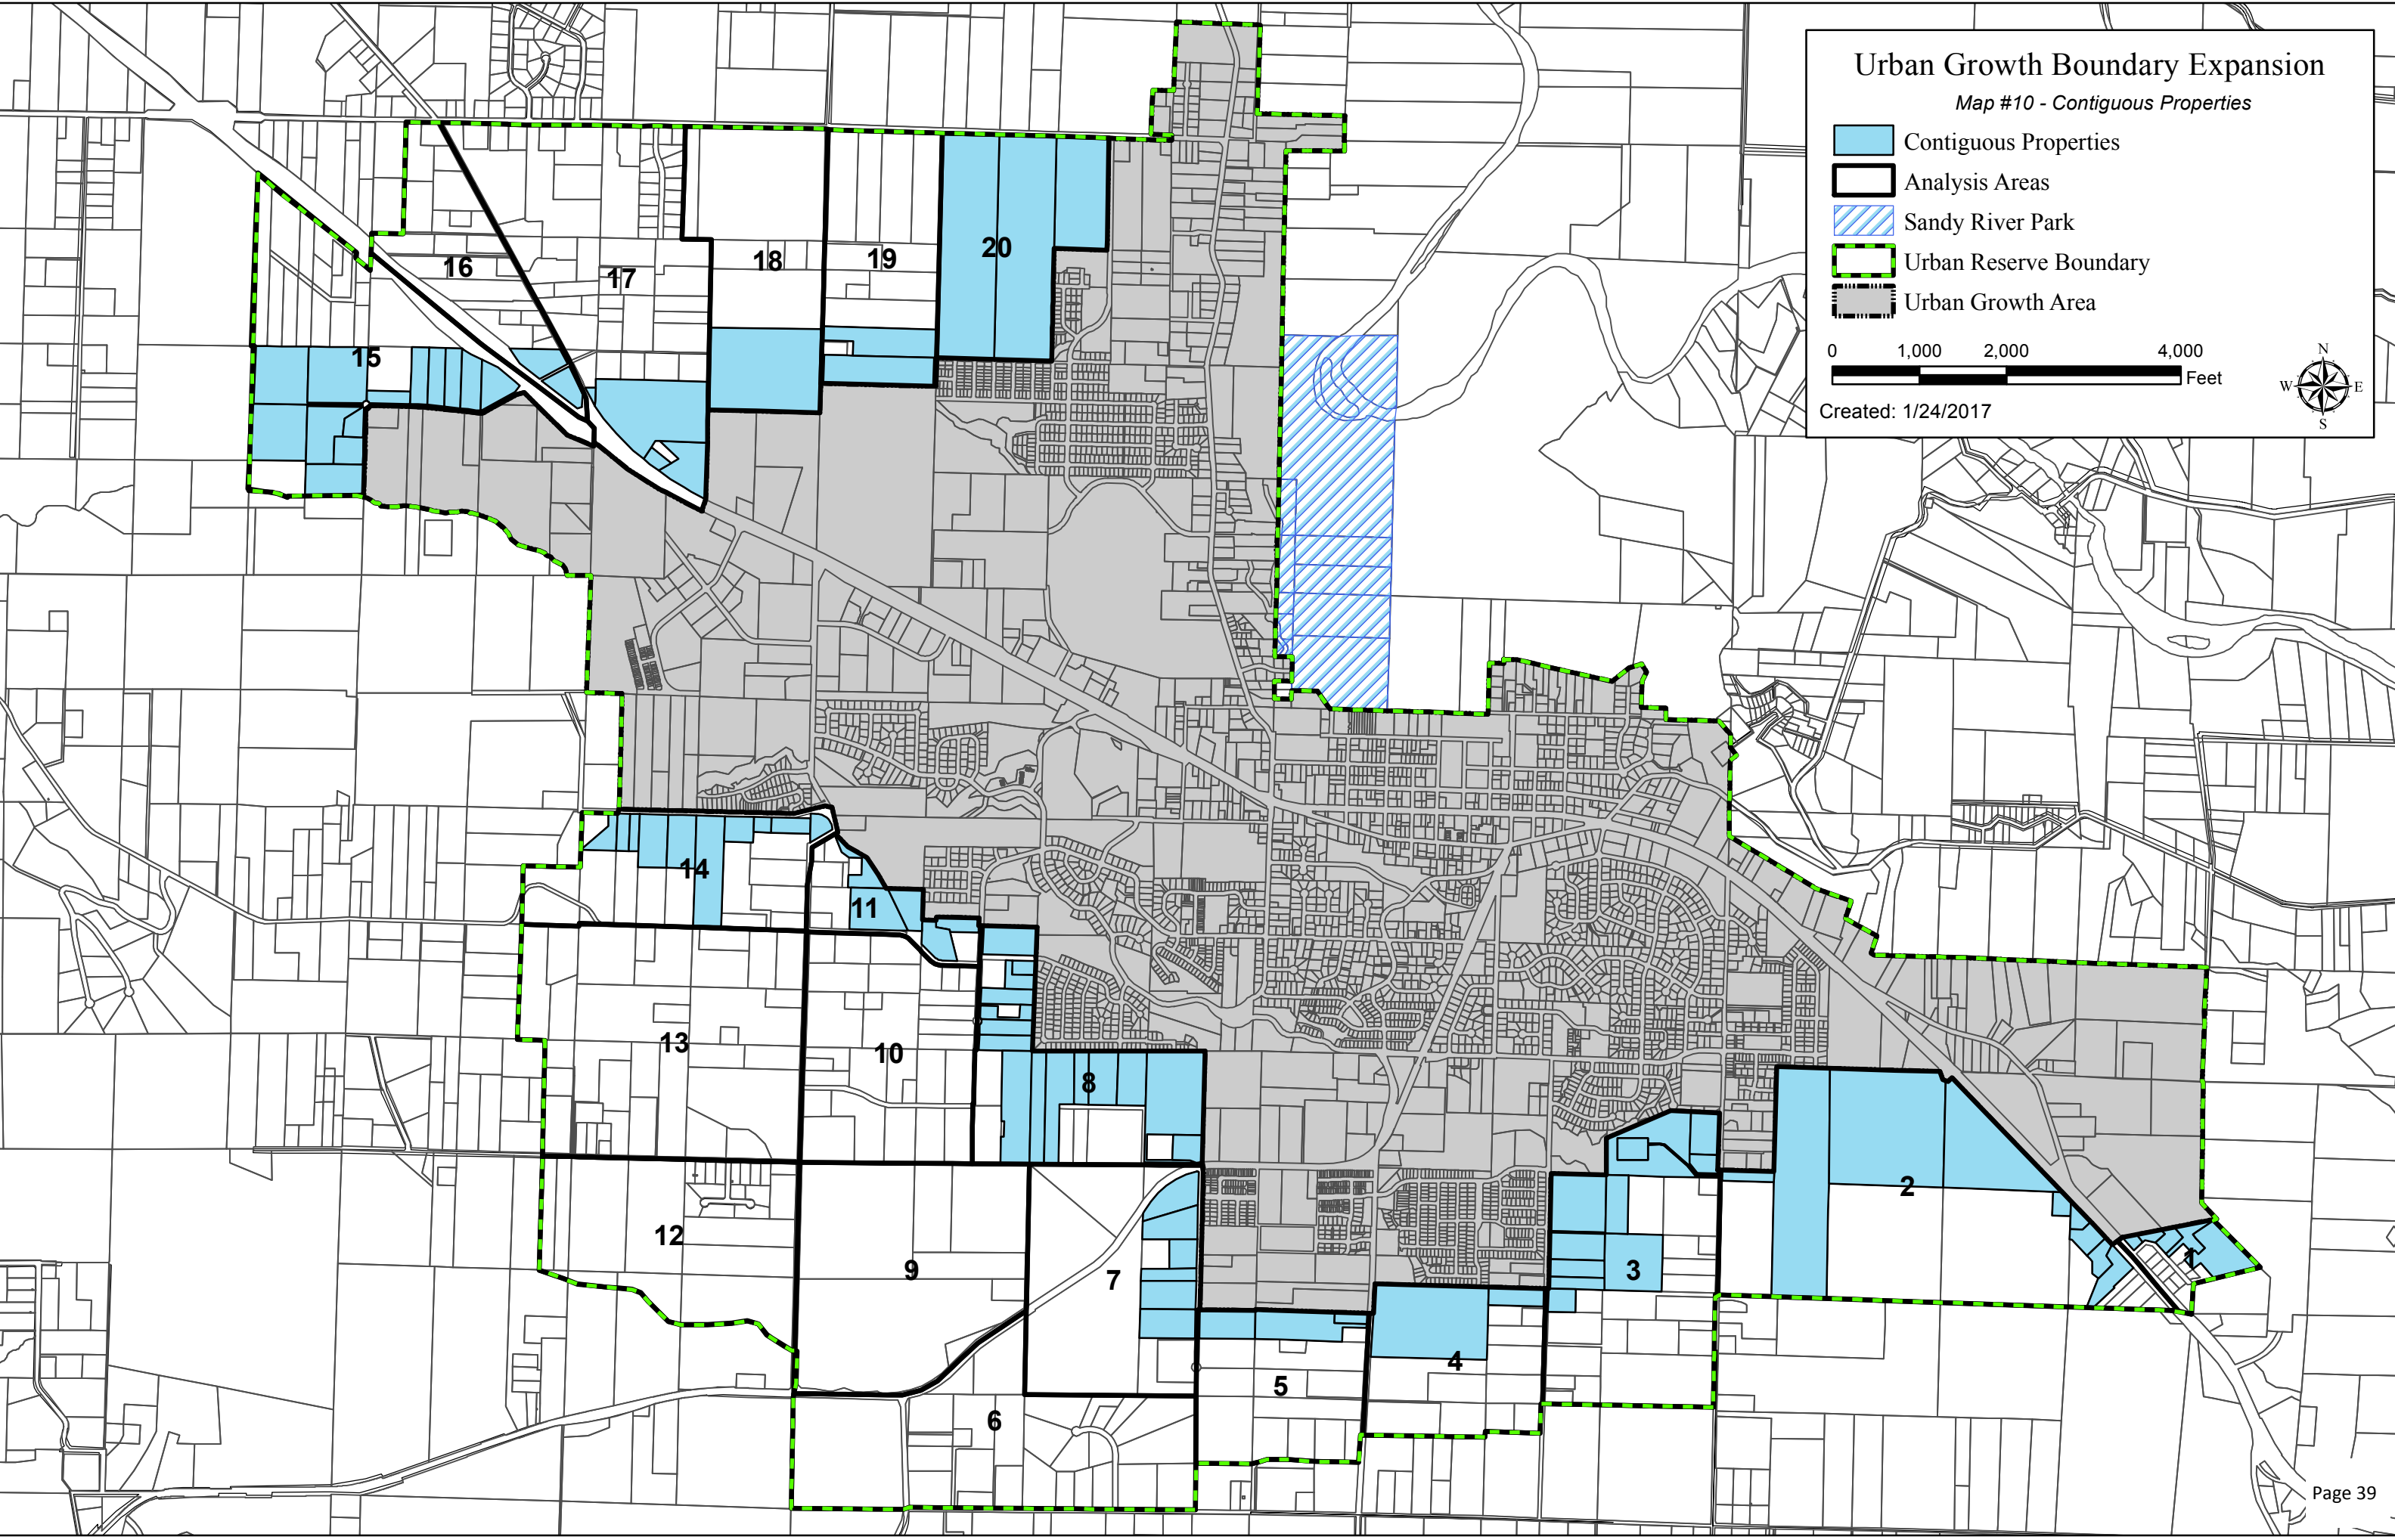 Urban Growth Boundary Expansion
Map #10 - Contiguous Properties
Contiguous Properties
Analysis Areas
Sandy River Park
Urban Reserve Boundary
Urban Growth Area
0 1,000 2,000 4,000
Feet
Created: 1/24/2017
N
W E
S
20
19
18
16
17
15
14
11
13
10
8
2
12
1
9
3
7
4
5
6
Page 39